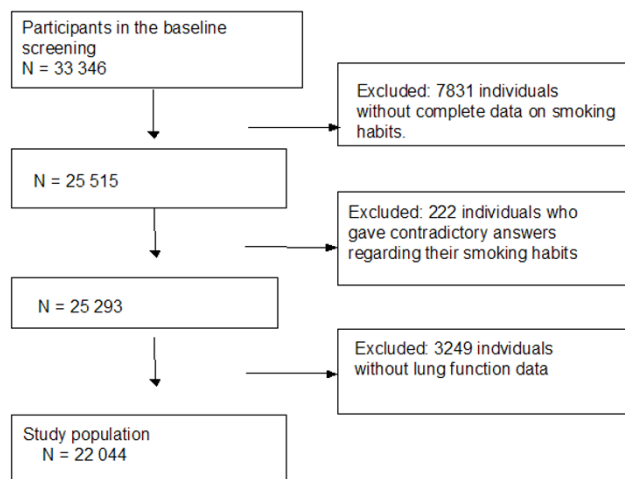 Participants in the baseline
screening
N = 33 346
Excluded: 7831 individuals
without complete data on smoking
habits.
N = 25 515
Excluded: 222 individuals who
gave contradictory answers
regarding their smoking habits
N = 25 293
Excluded: 3249 indviduals
without lung function data
Study population
N = 22 044